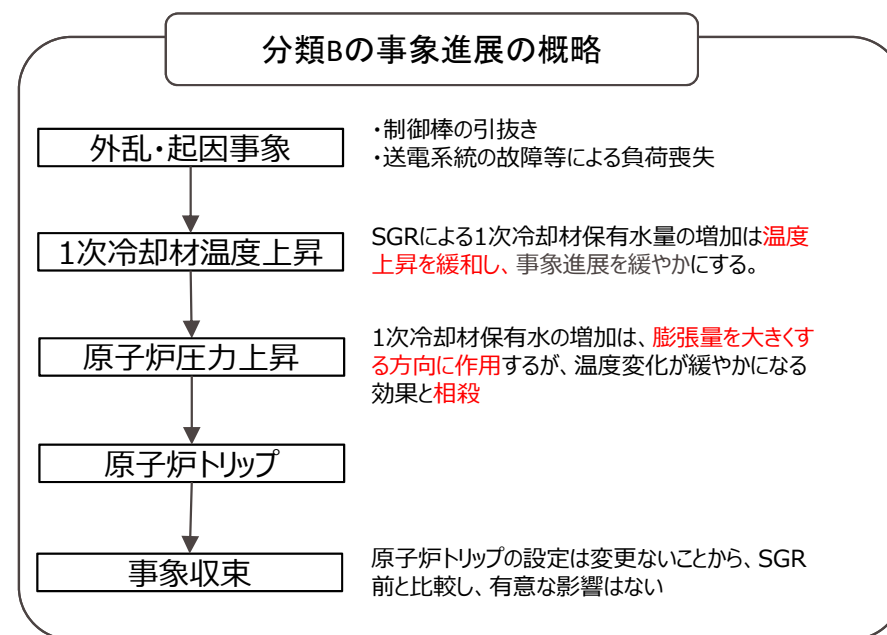 分類Bの事象進展の概略
外乱・起因事象
・制御棒の引抜き
・送電系統の故障等による負荷喪失
1次冷却材温度上昇
SGRによる1次冷却材保有水量の増加は温度
上昇を緩和し、事象進展を緩やかにする。
原子炉圧力上昇
1次冷却材保有水の増加は、膨張量を大きくす
る方向に作用するが、温度変化が緩やかになる
効果と相殺
原子炉トリップ
事象収束
原子炉トリップの設定は変更ないことから、SGR
前と比較し、有意な影響はない